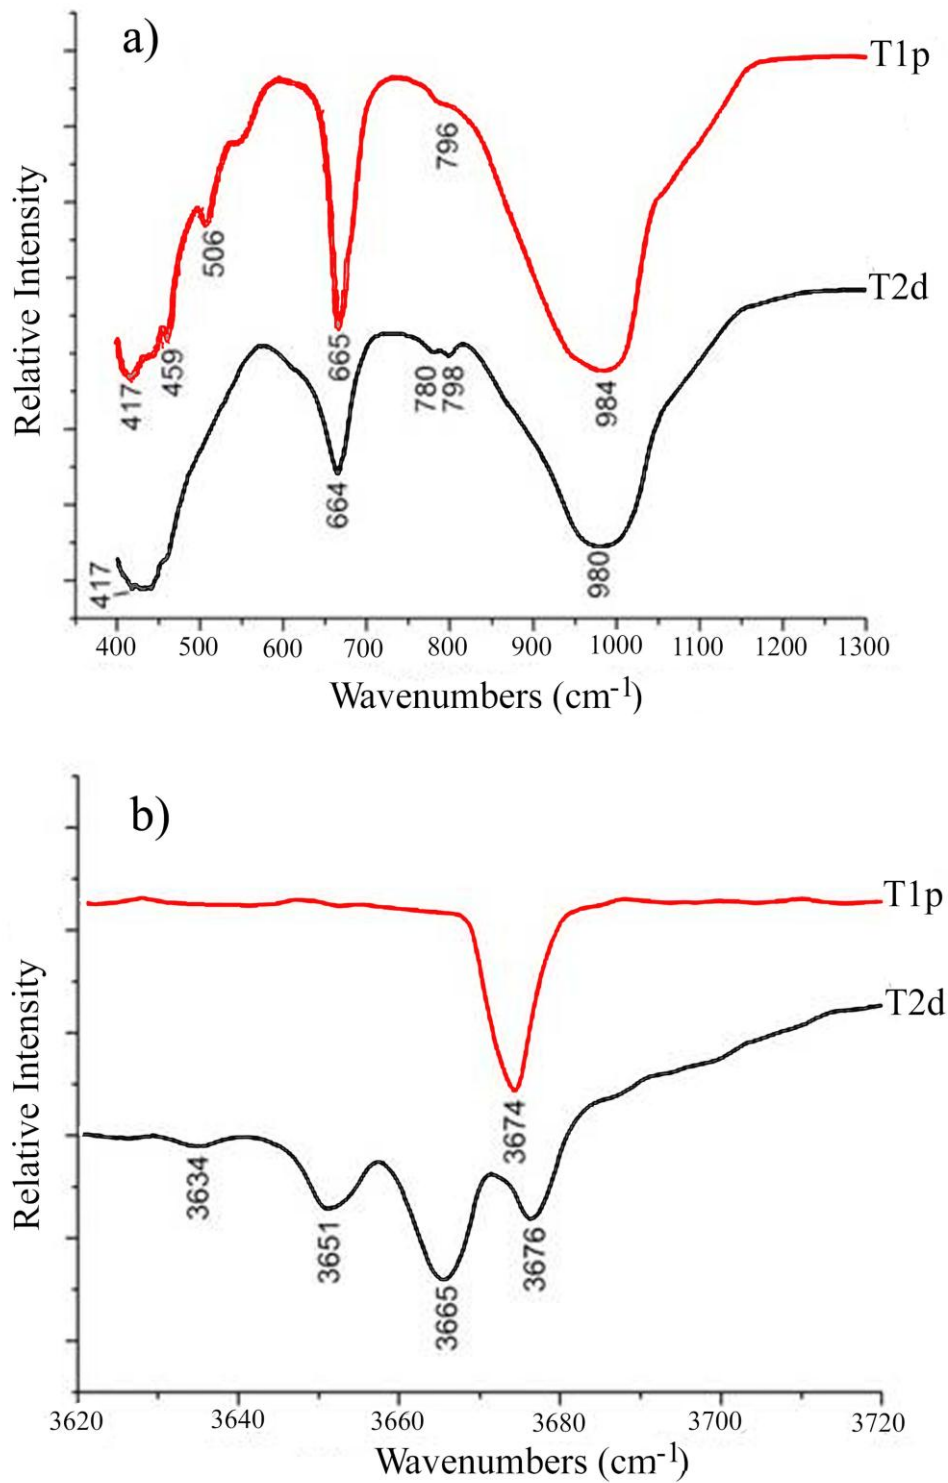 a)
T1p
796
506
459
417
665
984
T2d
780
798
664
980
417
Relative Intensity
400 500 600 700 800 900 1000 1100 1200 1300
Wavenumbers (cm⁻¹)
b)
T1p
3674
T2d
3634
3651
3665
3676
Relative Intensity
3620 3640 3660 3680 3700 3720
Wavenumbers (cm⁻¹)